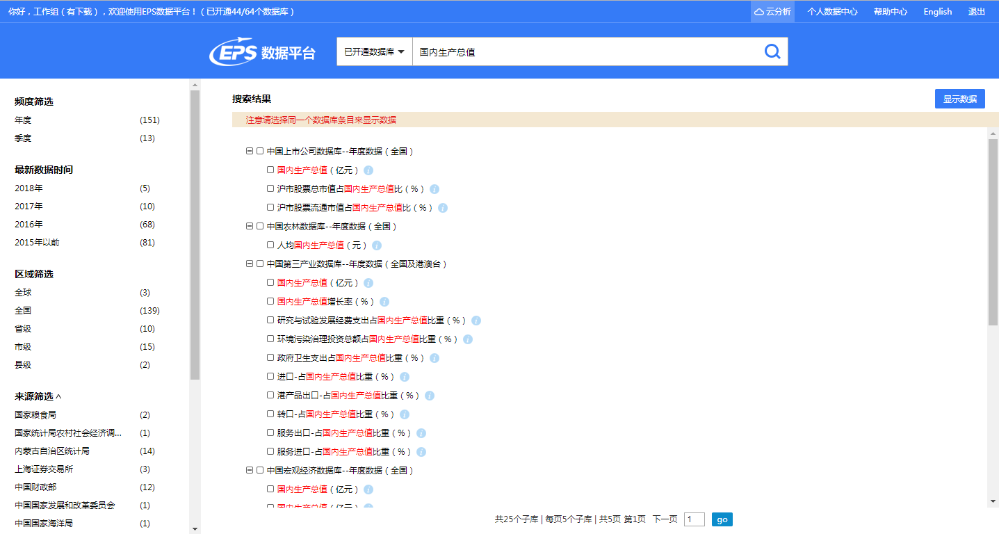 你好，工作组（有下载），欢迎使用EPS数据平台！（已开通44/64个数据库）
云分析 个人数据中心 帮助中心 English 退出
EPS 数据平台
已开通数据库 国内生产总值
频度筛选
年度 (151)
季度 (13)
最新数据时间
2018年 (5)
2017年 (10)
2016年 (68)
2015年以前 (81)
区域筛选
全球 (3)
全国 (139)
省级 (10)
市级 (15)
县级 (2)
来源筛选 ^
国家粮食局 (2)
国家统计局农村社会经济调... (1)
内蒙古自治区统计局 (14)
上海证券交易所 (3)
中国财政部 (12)
中国国家发展和改革委员会 (1)
中国国家海洋局 (1)
搜索结果 显示数据
注意请选择同一个数据库条目来显示数据
中国上市公司数据库--年度数据（全国）
国内生产总值（亿元）
沪市股票总市值占国内生产总值比（%）
沪市股票流通市值占国内生产总值比（%）
中国农林数据库--年度数据（全国）
人均国内生产总值（元）
中国第三产业数据库--年度数据（全国及港澳台）
国内生产总值（亿元）
国内生产总值增长率（%）
研究与试验发展经费支出占国内生产总值比重（%）
环境污染治理投资总额占国内生产总值比重（%）
政府卫生支出占国内生产总值比重（%）
进口-占国内生产总值比重（%）
港产品出口-占国内生产总值比重（%）
转口-占国内生产总值比重（%）
服务出口-占国内生产总值比重（%）
服务进口-占国内生产总值比重（%）
中国宏观经济数据库--年度数据（全国）
国内生产总值（亿元）
国内生产总值（亿元）
共25个子库 | 每页5个子库 | 共5页 第1页 下一页 1 go